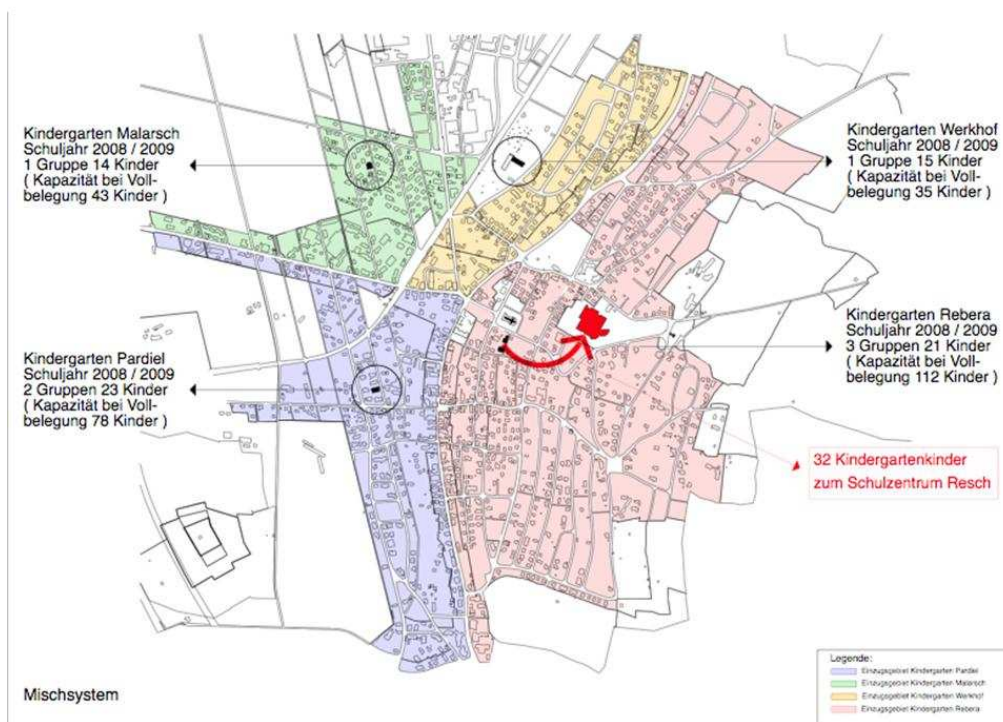 Kindergarten Malarsch
Schuljahr 2008 / 2009
1 Gruppe 14 Kinder
( Kapazität bei Voll-
belegung 43 Kinder )
Kindergarten Werkhof
Schuljahr 2008 / 2009
1 Gruppe 15 Kinder
( Kapazität bei Voll-
belegung 35 Kinder )
Kindergarten Pardiel
Schuljahr 2008 / 2009
2 Gruppen 23 Kinder
( Kapazität bei Voll-
belegung 78 Kinder )
Kindergarten Rebera
Schuljahr 2008 / 2009
3 Gruppen 21 Kinder
( Kapazität bei Voll-
belegung 112 Kinder )
32 Kindergartenkinder
zum Schulzentrum Resch
Mischsystem
Legende:
Einzugsgebiet Kindergarten Pardiel
Einzugsgebiet Kindergarten Malarsch
Einzugsgebiet Kindergarten Werkhof
Einzugsgebiet Kindergarten Rebera